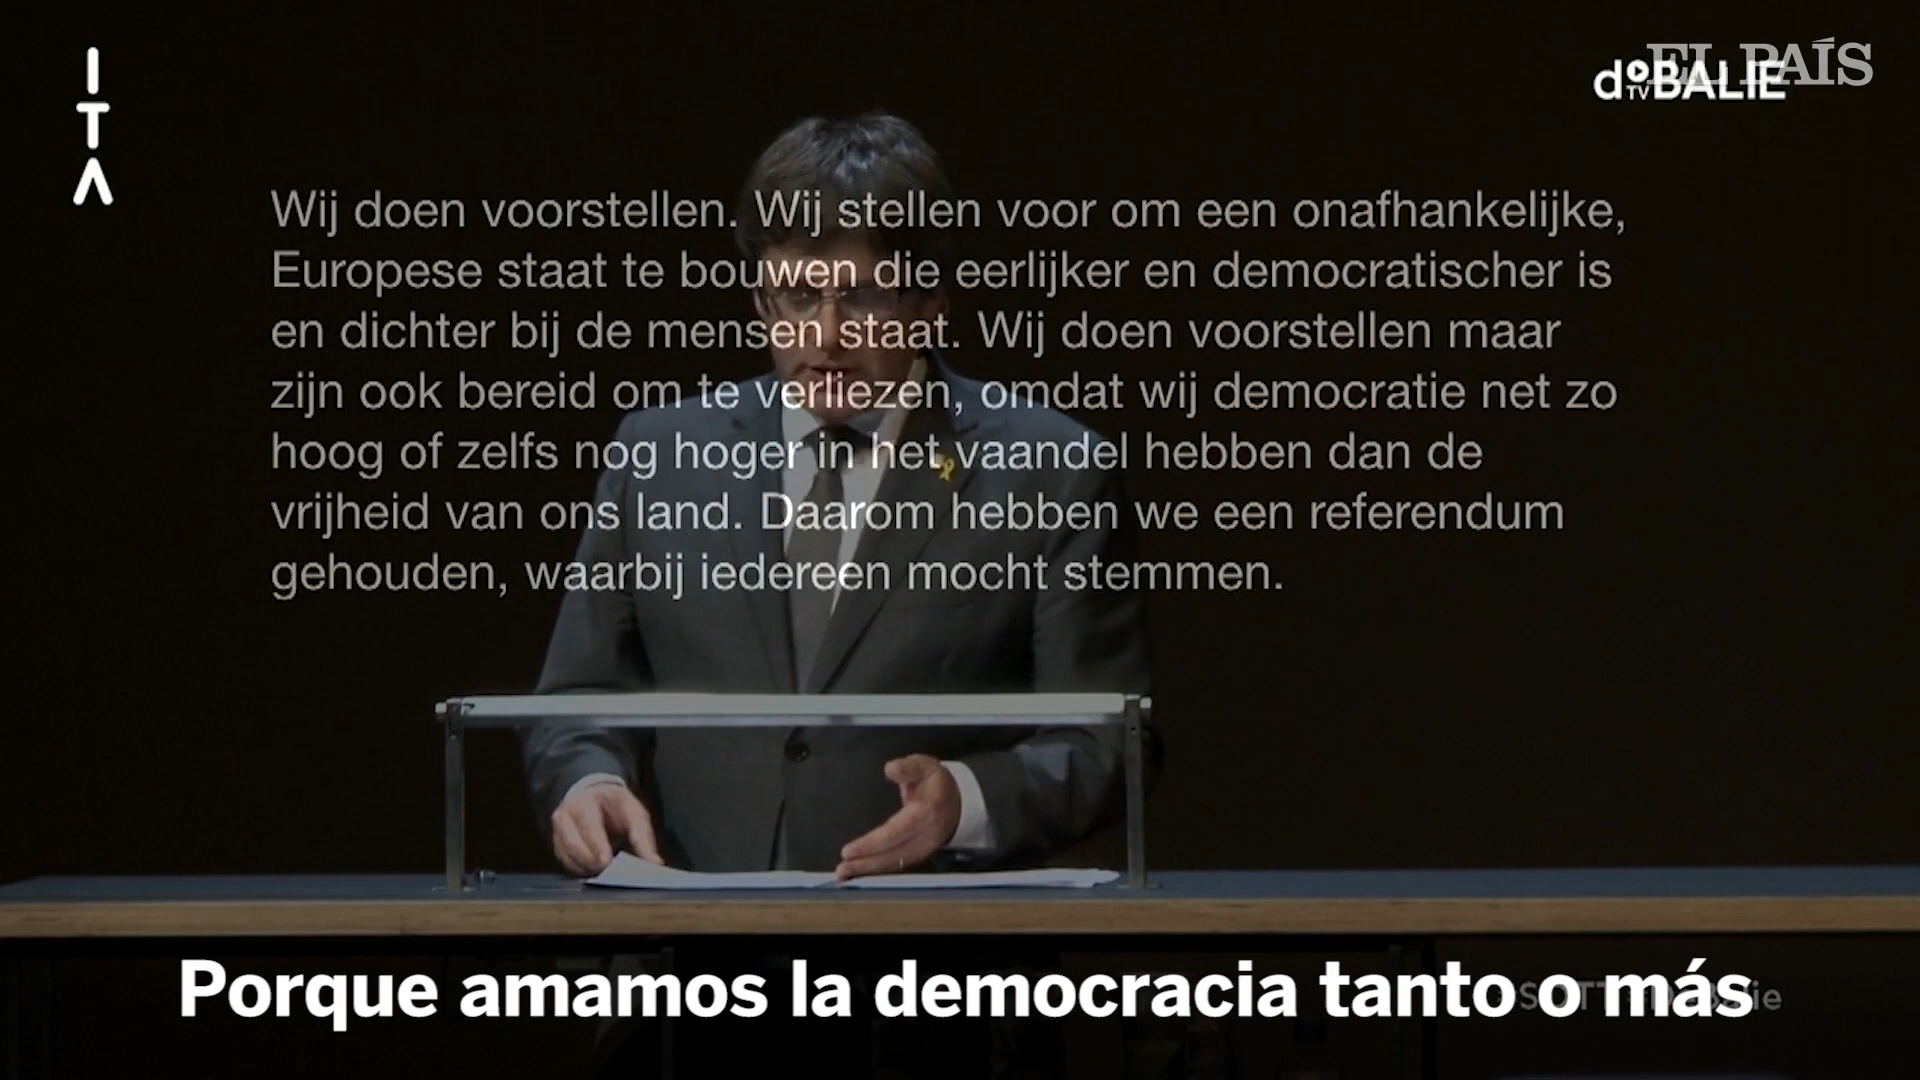 ITA
EL PAÍS
deBALIE
TV
Wij doen voorstellen. Wij stellen voor om een onafhankelijke,
Europese staat te bouwen die eerlijker en democratischer is
en dichter bij de mensen staat. Wij doen voorstellen maar
zijn ook bereid om te verliezen, omdat wij democratie net zo
hoog of zelfs nog hoger in het vaandel hebben dan de
vrijheid van ons land. Daarom hebben we een referendum
gehouden, waarbij iedereen mocht stemmen.
Porque amamos la democracia tanto o más